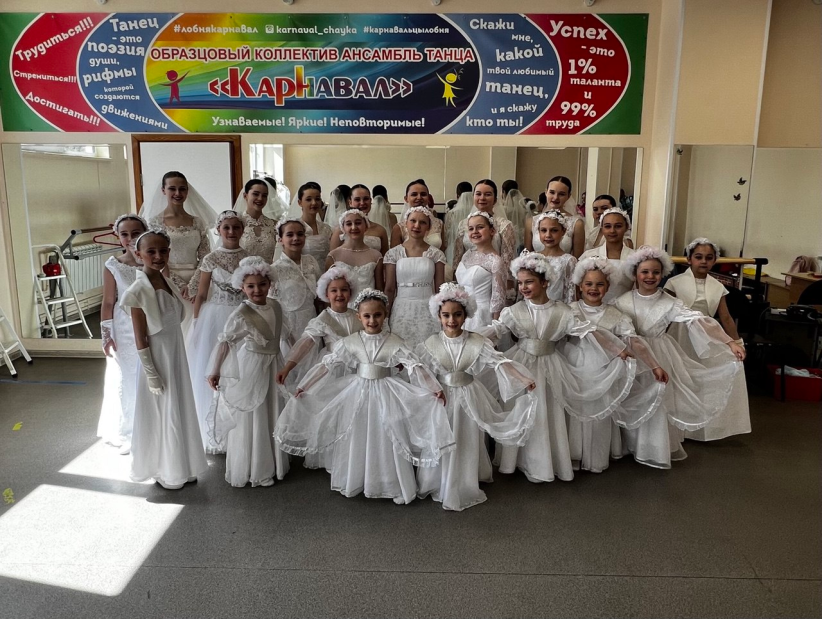 Трудиться!!!
Стремиться!!!
Достигать!!!
Танец
- это
поэзия
души,
рифмы
которой
создаются
движениями
#лобнякарнавал karnaval_chayka #карнавальцылобня
ОБРАЗЦОВЫЙ КОЛЛЕКТИВ АНСАМБЛЬ ТАНЦА
«КАРНАВАЛ»
Узнаваемые! Яркие! Неповторимые!
Скажи
мне,
какой
твой любимый
танец,
и я скажу
кто ты!
Успех
- это
1%
таланта
и
99%
труда